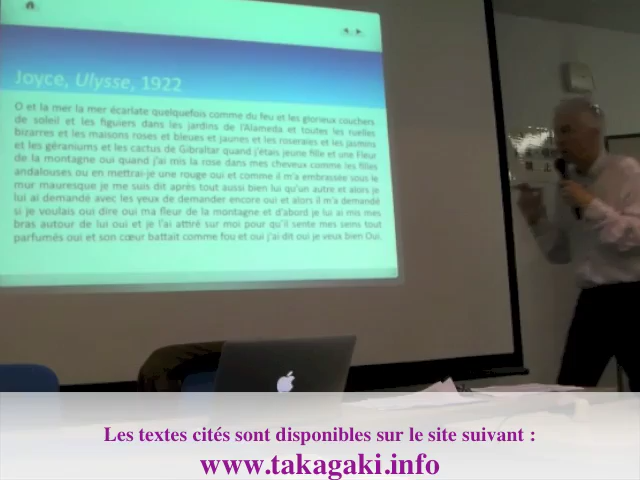 Joyce, Ulysse, 1922
O et la mer la mer écarlate quelquefois comme du feu et les glorieux couchers
de soleil et les figuiers dans les jardins de l'Alameda et toutes les ruelles
bizarres et les maisons roses et bleues et jaunes et les roseraies et les jasmins
et les géraniums et les cactus de Gibraltar quand j'étais jeune fille et une Fleur
de la montagne oui quand j'ai mis la rose dans mes cheveux comme les filles
andalouses ou en mettrai-je une rouge oui et comme il m'a embrassée sous le
mur mauresque je me suis dit après tout aussi bien lui qu'un autre et alors je
lui ai demandé avec les yeux de demander encore oui et alors il m'a demandé
si je voulais oui dire oui ma fleur de la montagne et d'abord je lui ai mis mes
bras autour de lui oui et je l'ai attiré sur moi pour qu'il sente mes seins tout
parfumés oui et son cœur battait comme fou et oui j'ai dit oui je veux bien Oui.
Les textes cités sont disponibles sur le site suivant :
www.takagaki.info